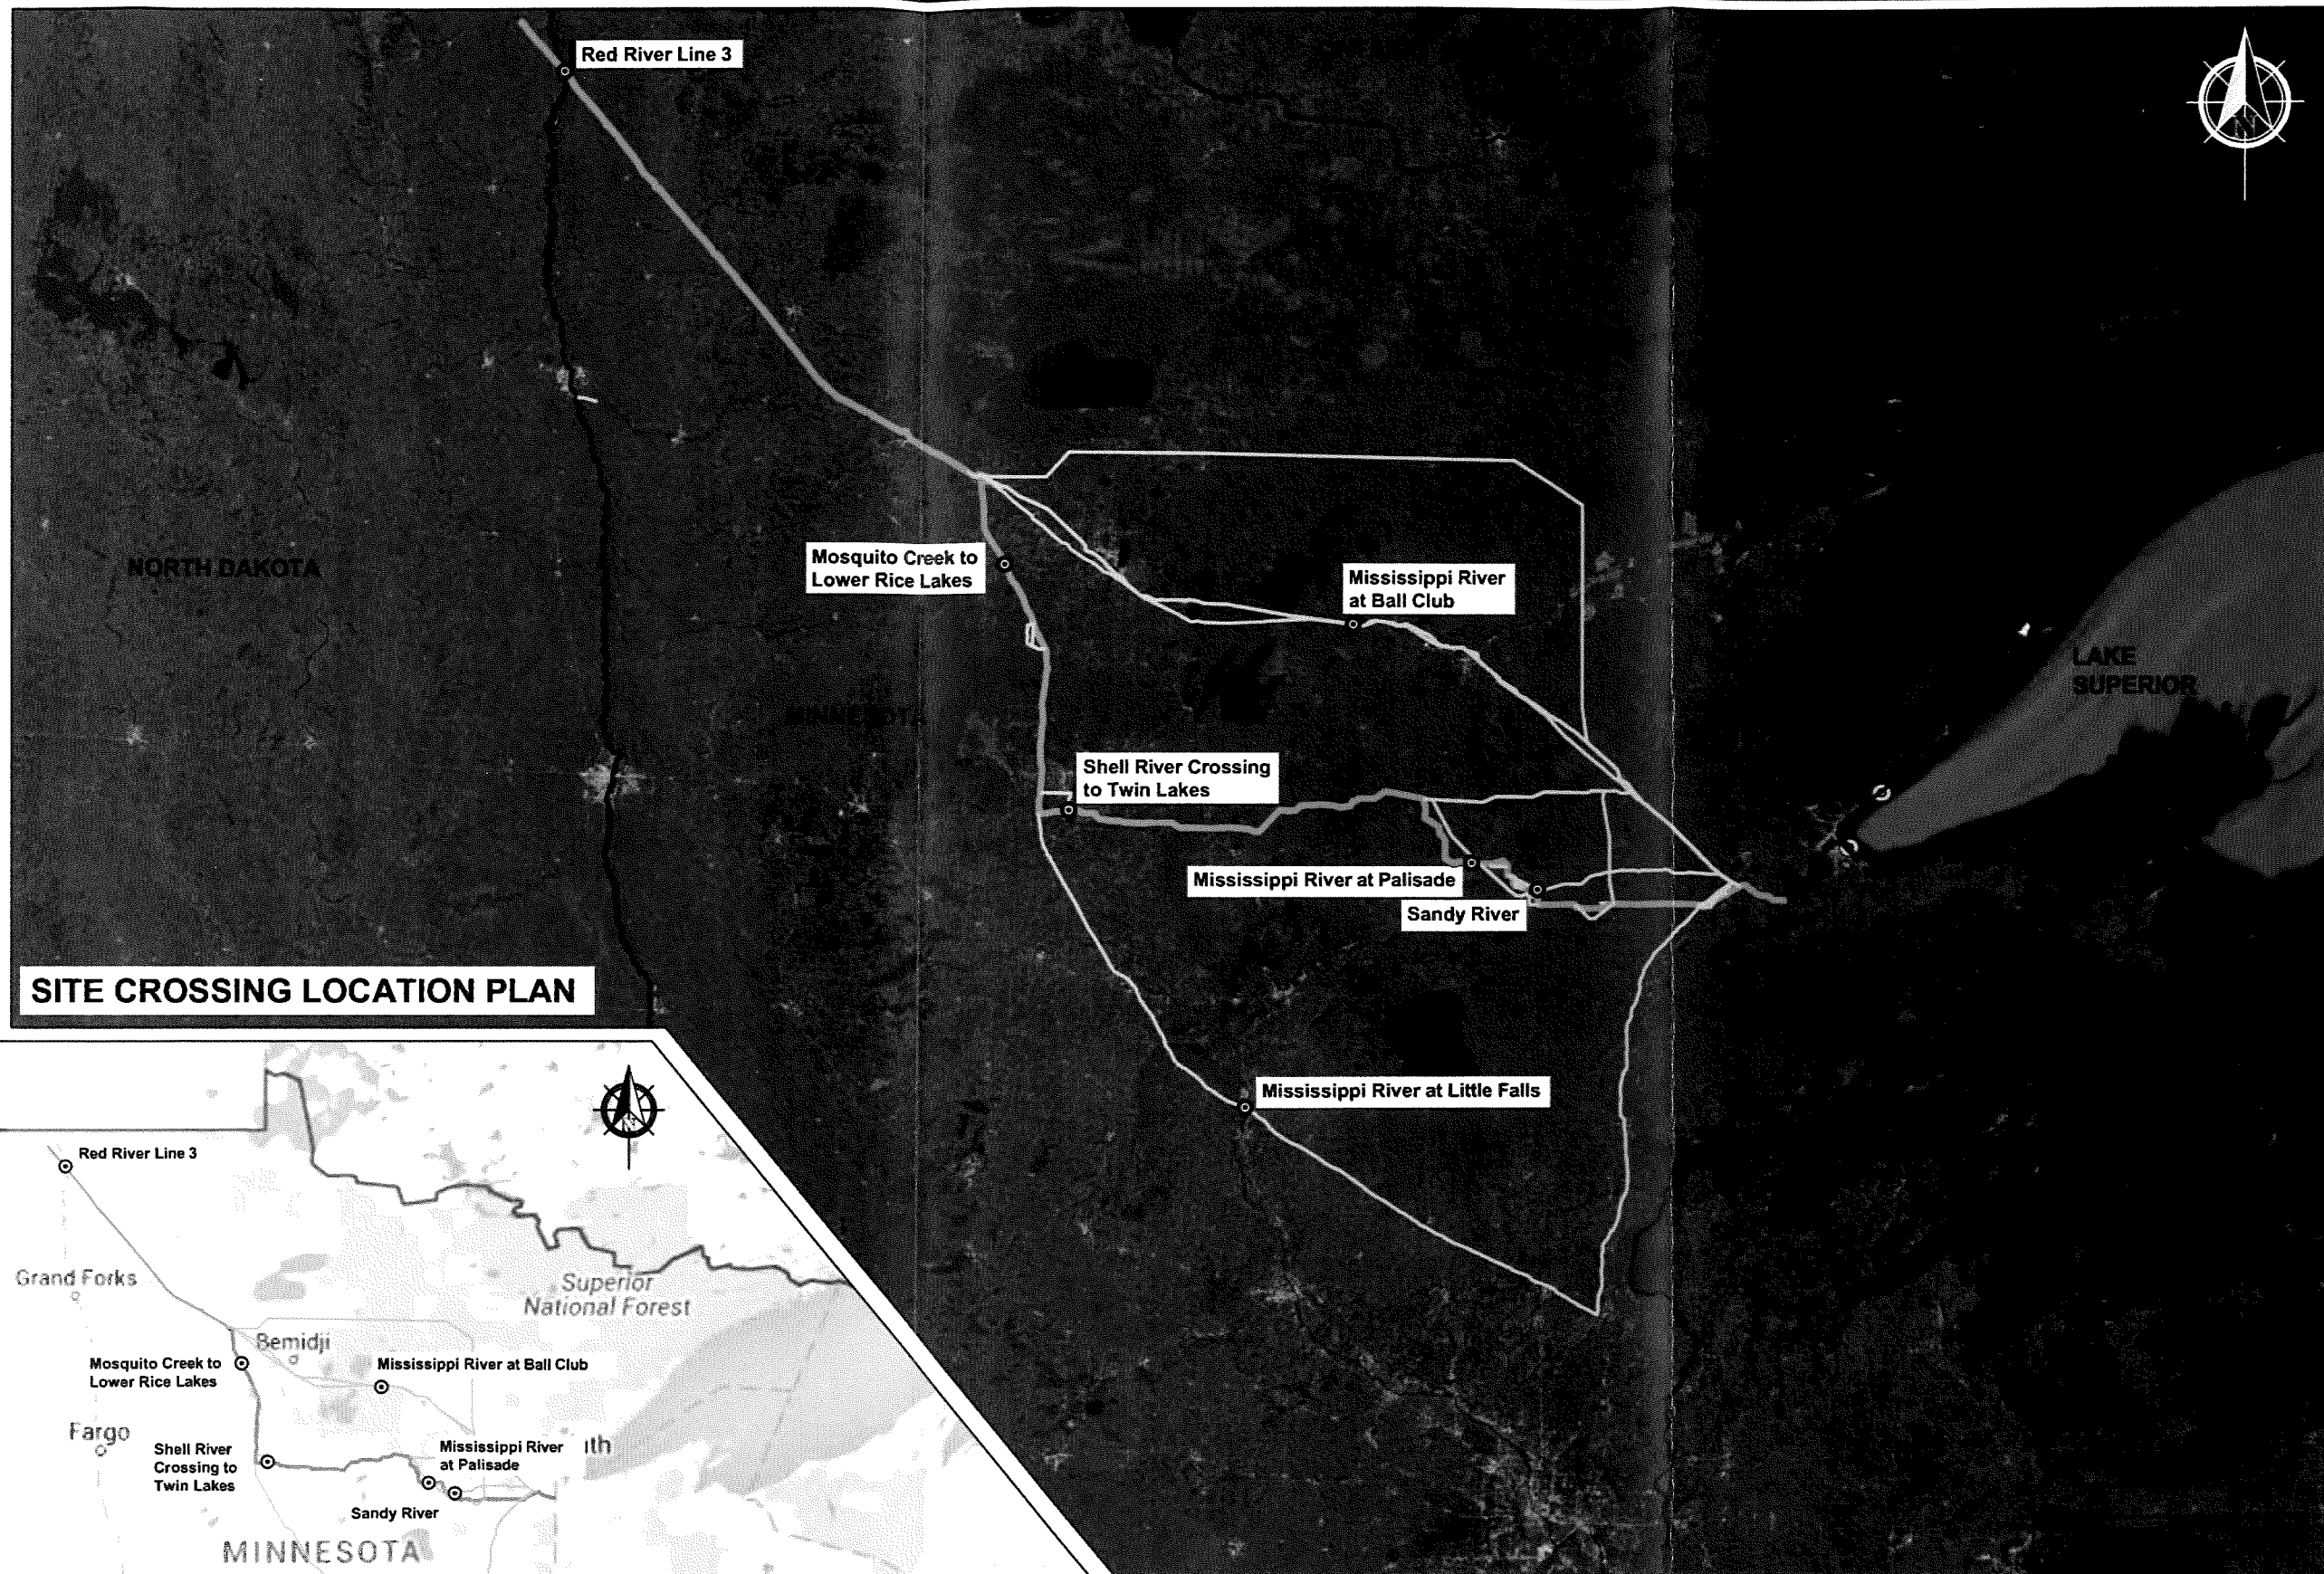 Red River Line 3
N
NORTH DAKOTA
Mosquito Creek to
Lower Rice Lakes
Mississippi River
at Ball Club
LAKE
SUPERIOR
MINNESOTA
Shell River Crossing
to Twin Lakes
Mississippi River at Palisade
Sandy River
SITE CROSSING LOCATION PLAN
Mississippi River at Little Falls
N
Red River Line 3
Grand Forks
Superior
National Forest
Bemidji
Mosquito Creek to
Lower Rice Lakes
Mississippi River at Ball Club
Fargo
Shell River
Crossing to
Twin Lakes
Mississippi River
at Palisade
uth
Sandy River
MINNESOTA